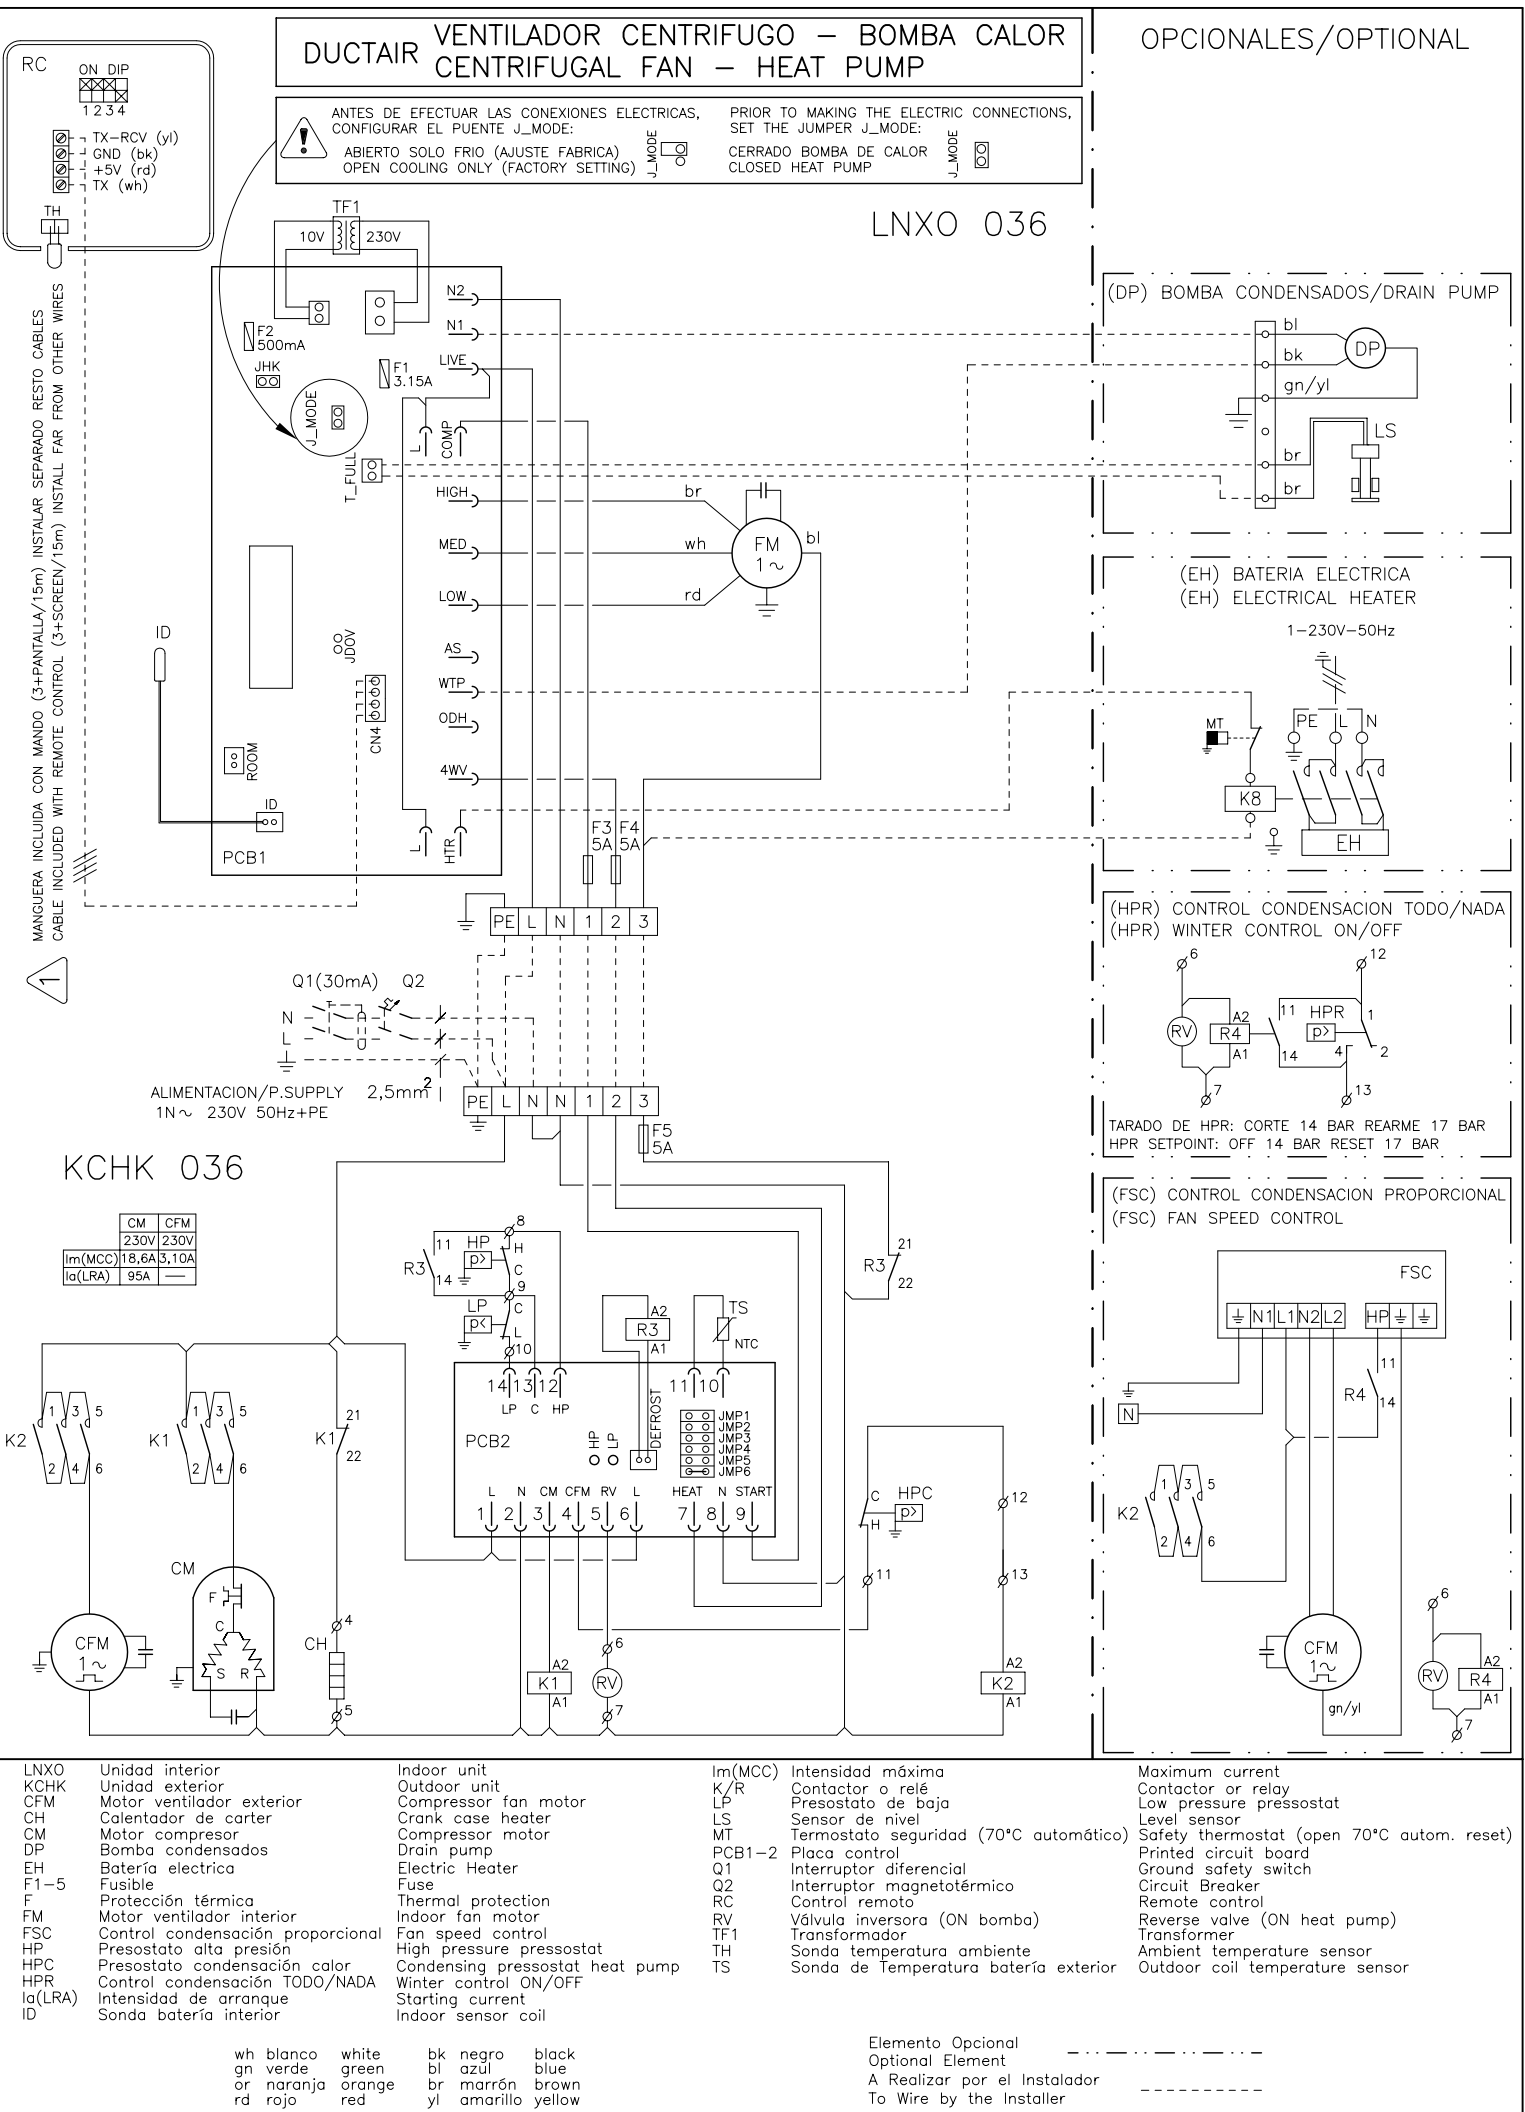 RC
ON DIP
1 2 3 4
TX-RCV (yl)
GND (bk)
+5V (rd)
TX (wh)
TH
DUCTAIR
VENTILADOR CENTRIFUGO - BOMBA CALOR
CENTRIFUGAL FAN - HEAT PUMP
OPCIONALES/OPTIONAL
ANTES DE EFECTUAR LAS CONEXIONES ELECTRICAS,
CONFIGURAR EL PUENTE J_MODE:
ABIERTO SOLO FRIO (AJUSTE FABRICA)
OPEN COOLING ONLY (FACTORY SETTING)
J_MODE
PRIOR TO MAKING THE ELECTRIC CONNECTIONS,
SET THE JUMPER J_MODE:
CERRADO BOMBA DE CALOR
CLOSED HEAT PUMP
J_MODE
LNXO 036
TF1
10V
230V
F2
500mA
JHK
F1
3.15A
J_MODE
T_FULL
N2
N1
LIVE
L
COMP
HIGH
MED
LOW
AS
WTP
ODH
4WV
L
HTR
JDOV
CN4
ROOM
ID
PCB1
ID
br
wh
rd
bl
FM
1~
F3
5A
F4
5A
MANGUERA INCLUIDA CON MANDO (3+PANTALLA/15m) INSTALAR SEPARADO RESTO CABLES
CABLE INCLUDED WITH REMOTE CONTROL (3+SCREEN/15m) INSTALL FAR FROM OTHER WIRES
1
PE L N 1 2 3
Q1(30mA)
Q2
N
L
ALIMENTACION/P.SUPPLY
1N~ 230V 50Hz+PE
2,5mm2
PE L N N 1 2 3
F5
5A
KCHK 036
CM CFM
230V 230V
Im(MCC) 18,6A 3,10A
Ia(LRA) 95A —
8
11
R3
14
HP
p>
H
C
9
LP
p<
C
L
10
A2
R3
A1
TS
NTC
21
R3
22
14 13 12
LP C HP
11 10
PCB2
HP
LP
DEFROST
JMP1
JMP2
JMP3
JMP4
JMP5
JMP6
L N CM CFM RV L
HEAT N START
1 2 3 4 5 6
7 8 9
K2
1 3 5
2 4 6
K1
1 3 5
2 4 6
K1
21
22
CM
F
C
S R
CFM
1~
CH
4
5
A2
K1
A1
6
RV
7
C
H
HPC
p>
11
12
13
A2
K2
A1
(DP) BOMBA CONDENSADOS/DRAIN PUMP
bl
bk
gn/yl
DP
br
br
LS
(EH) BATERIA ELECTRICA
(EH) ELECTRICAL HEATER
1-230V-50Hz
PE L N
MT
K8
EH
(HPR) CONTROL CONDENSACION TODO/NADA
(HPR) WINTER CONTROL ON/OFF
6
RV
A2
R4
A1
7
11
14
HPR
p>
12
1
4
2
13
TARADO DE HPR: CORTE 14 BAR REARME 17 BAR
HPR SETPOINT: OFF 14 BAR RESET 17 BAR
(FSC) CONTROL CONDENSACION PROPORCIONAL
(FSC) FAN SPEED CONTROL
FSC
N1 L1 N2 L2
HP
N
11
R4
14
K2
1 3 5
2 4 6
CFM
1~
gn/yl
6
RV
A2
R4
A1
7
LNXO Unidad interior Indoor unit
KCHK Unidad exterior Outdoor unit
CFM Motor ventilador exterior Compressor fan motor
CH Calentador de carter Crank case heater
CM Motor compresor Compressor motor
DP Bomba condensados Drain pump
EH Batería electrica Electric Heater
F1-5 Fusible Fuse
F Protección térmica Thermal protection
FM Motor ventilador interior Indoor fan motor
FSC Control condensación proporcional Fan speed control
HP Presostato alta presión High pressure pressostat
HPC Presostato condensación calor Condensing pressostat heat pump
HPR Control condensación TODO/NADA Winter control ON/OFF
Ia(LRA) Intensidad de arranque Starting current
ID Sonda batería interior Indoor sensor coil
Im(MCC) Intensidad máxima Maximum current
K/R Contactor o relé Contactor or relay
LP Presostato de baja Low pressure pressostat
LS Sensor de nivel Level sensor
MT Termostato seguridad (70°C automático) Safety thermostat (open 70°C autom. reset)
PCB1-2 Placa control Printed circuit board
Q1 Interruptor diferencial Ground safety switch
Q2 Interruptor magnetotérmico Circuit Breaker
RC Control remoto Remote control
RV Válvula inversora (ON bomba) Reverse valve (ON heat pump)
TF1 Transformador Transformer
TH Sonda temperatura ambiente Ambient temperature sensor
TS Sonda de Temperatura batería exterior Outdoor coil temperature sensor
wh blanco white bk negro black
gn verde green bl azul blue
or naranja orange br marrón brown
rd rojo red yl amarillo yellow
Elemento Opcional
Optional Element
A Realizar por el Instalador
To Wire by the Installer